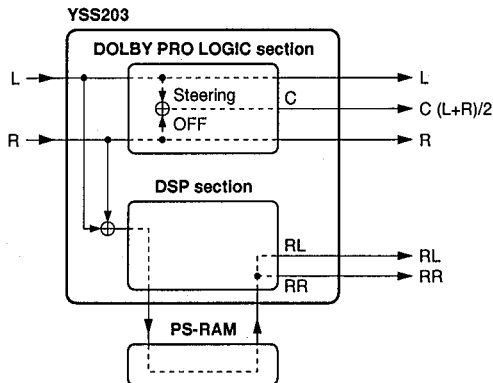 YSS203
DOLBY PRO LOGIC section
L
L
Steering
C
C (L+R)/2
OFF
R
R
DSP section
RL
RL
RR
RR
PS-RAM